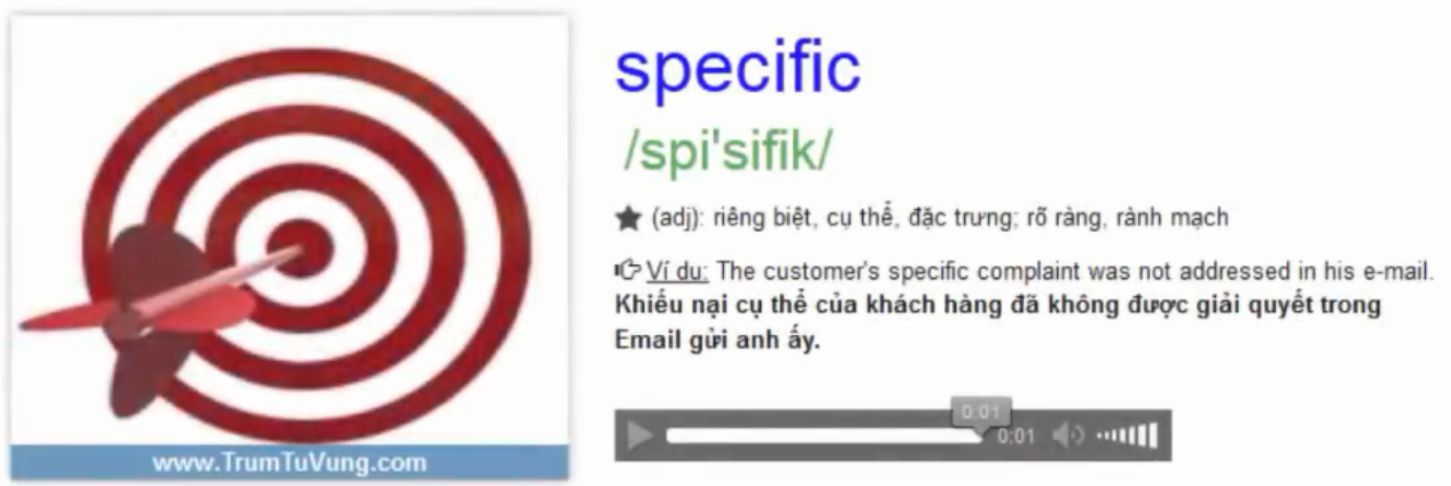 specific
/spi'sifik/
(adj): riêng biệt, cụ thể, đặc trưng; rõ ràng, rành mạch
Ví du: The customer's specific complaint was not addressed in his e-mail.
Khiếu nại cụ thể của khách hàng đã không được giải quyết trong
Email gửi anh ấy.
0:01
0:01
www.TrumTuVung.com